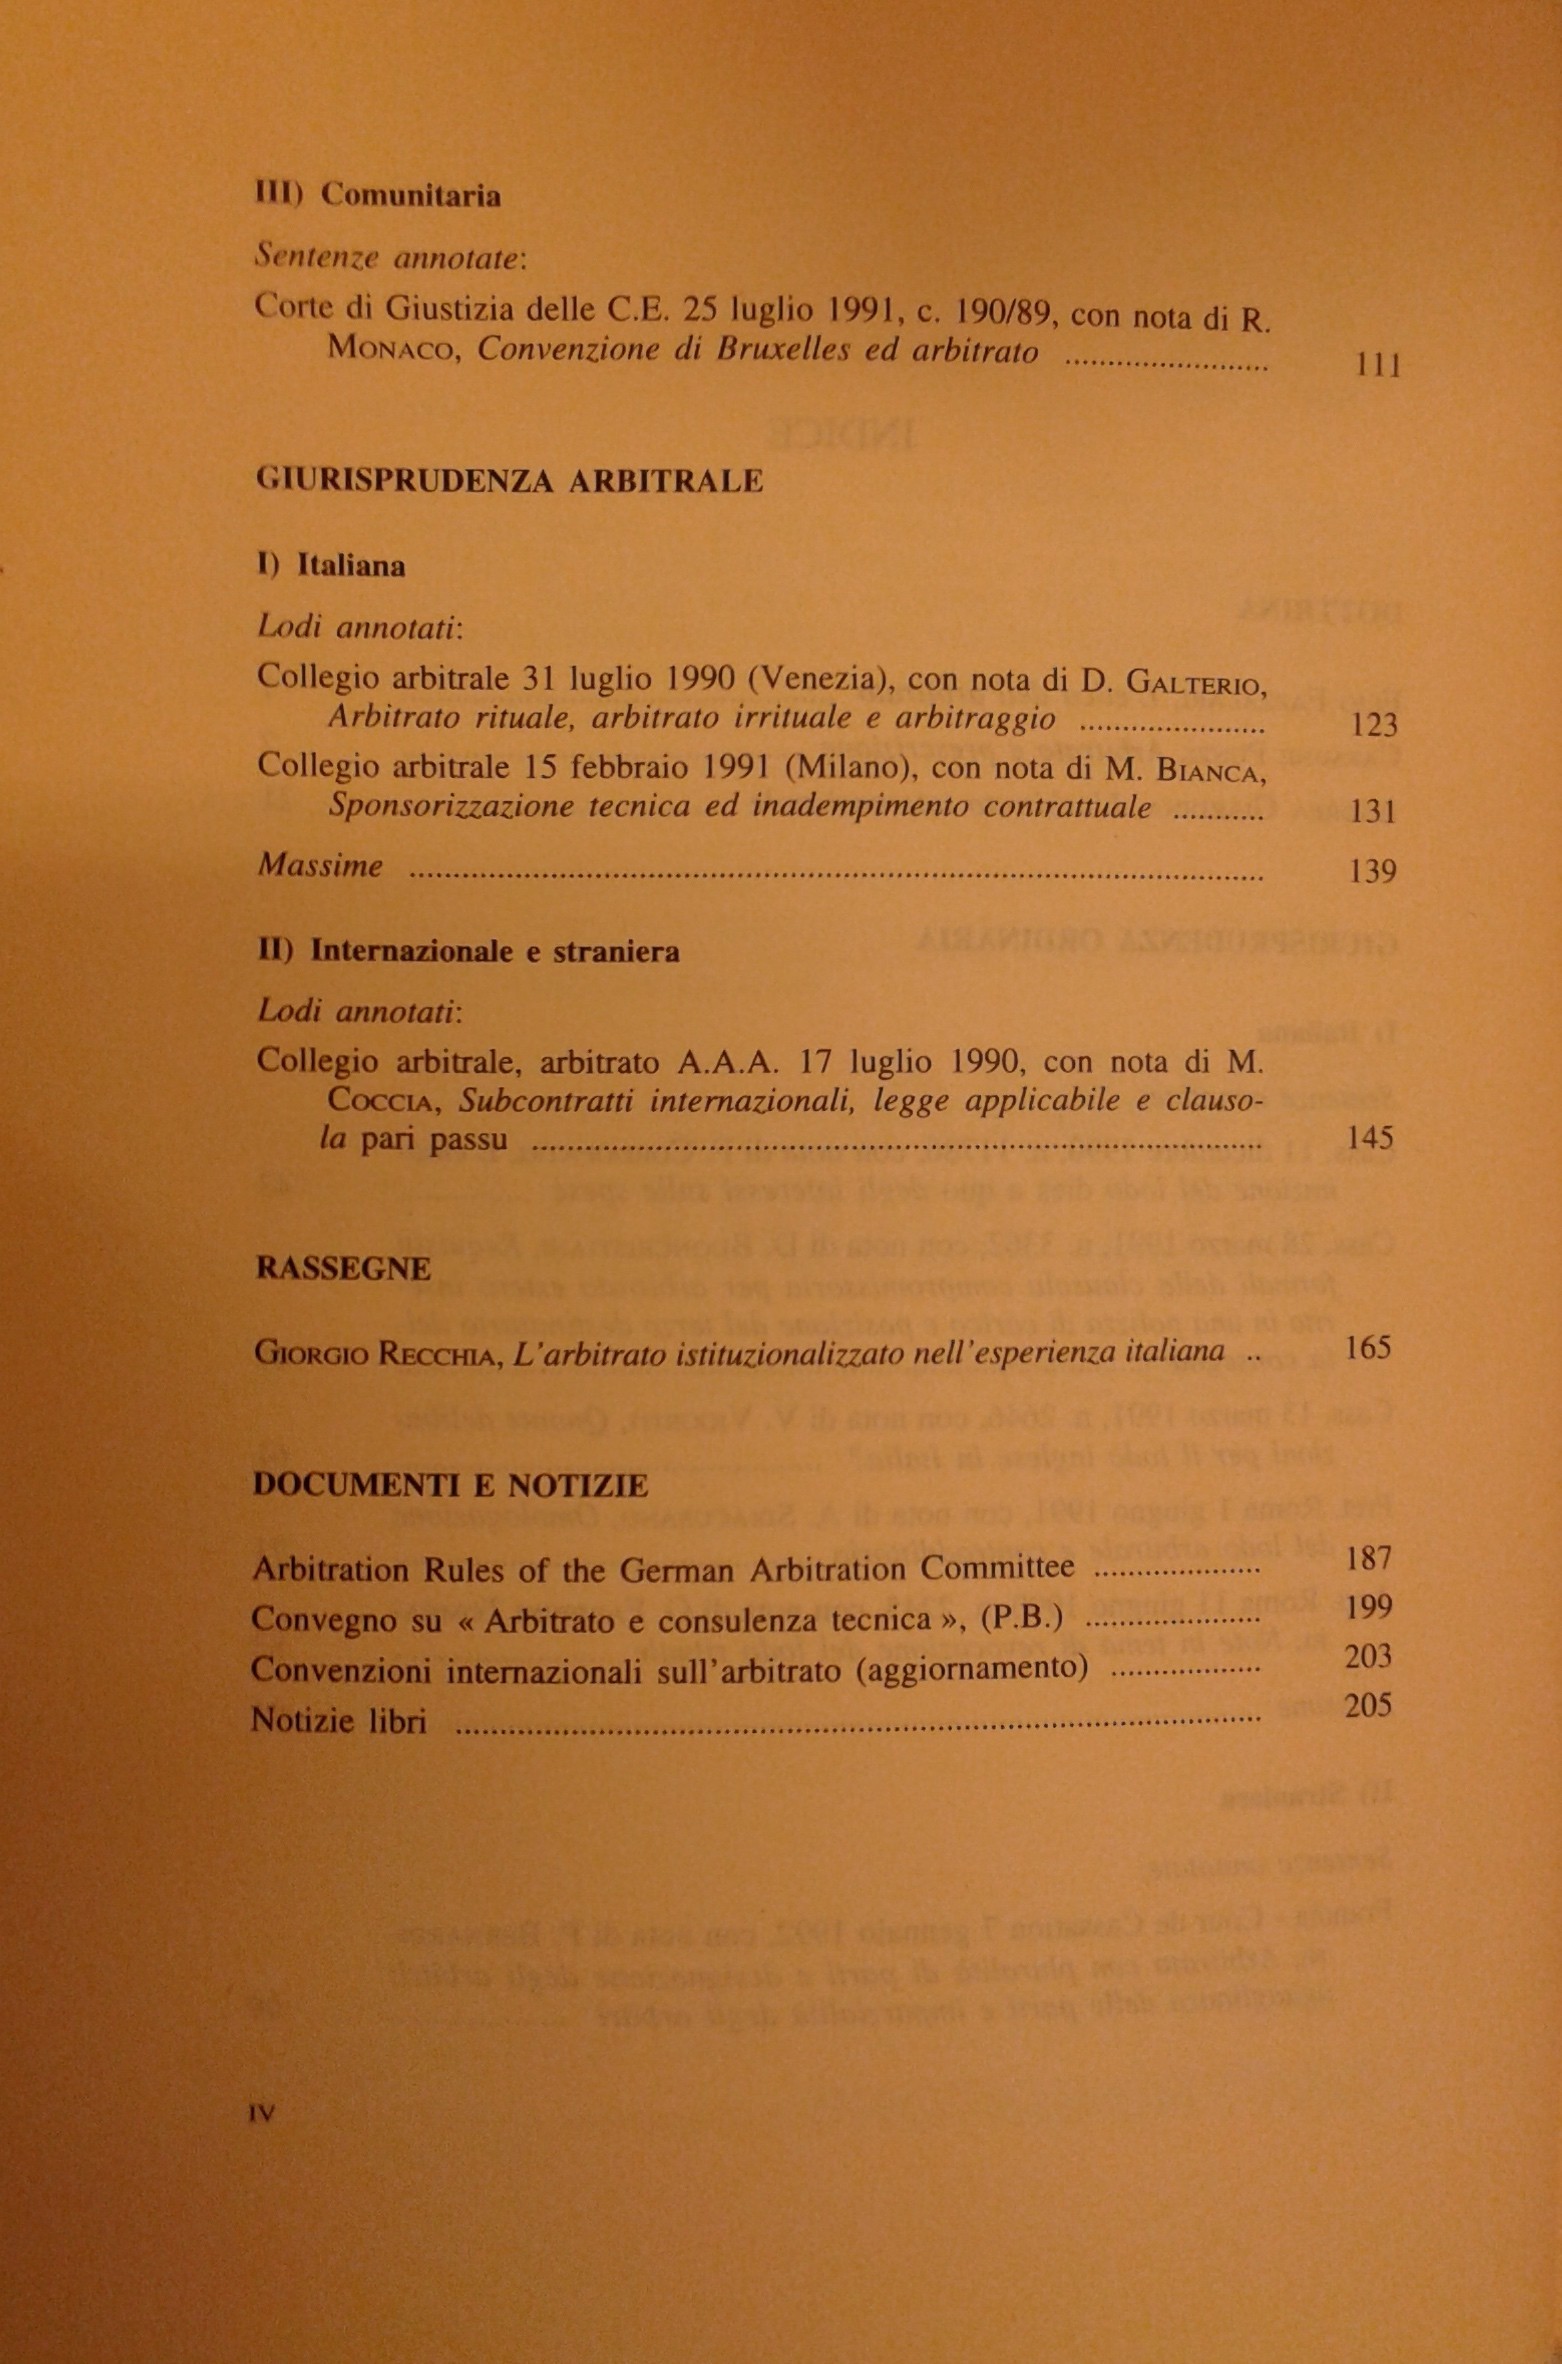 III) Comunitaria
Sentenze annotate:
Corte di Giustizia delle C.E. 25 luglio 1991, c. 190/89, con nota di R.
MONACO, Convenzione di Bruxelles ed arbitrato ........................ 111
INDICE
GIURISPRUDENZA ARBITRALE
I) Italiana
Lodi annotati:
Collegio arbitrale 31 luglio 1990 (Venezia), con nota di D. GALTERIO,
Arbitrato rituale, arbitrato irrituale e arbitraggio ...................... 123
Collegio arbitrale 15 febbraio 1991 (Milano), con nota di M. BIANCA,
Sponsorizzazione tecnica ed inadempimento contrattuale ........... 131
Massime .................................................................................................... 139
II) Internazionale e straniera
Lodi annotati:
Collegio arbitrale, arbitrato A.A.A. 17 luglio 1990, con nota di M.
COCCIA, Subcontratti internazionali, legge applicabile e clauso-
la pari passu ...................................................................................... 145
RASSEGNE
GIORGIO RECCHIA, L'arbitrato istituzionalizzato nell'esperienza italiana .. 165
DOCUMENTI E NOTIZIE
Arbitration Rules of the German Arbitration Committee .................... 187
Convegno su « Arbitrato e consulenza tecnica », (P.B.) ..................... 199
Convenzioni internazionali sull'arbitrato (aggiornamento) .................. 203
Notizie libri ............................................................................................... 205
IV